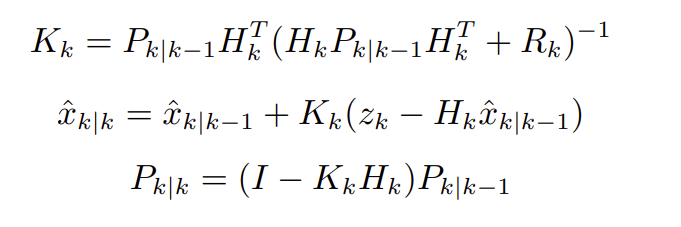 $K_k = P_{k|k-1} H_k^T (H_k P_{k|k-1} H_k^T + R_k)^{-1}$
$\hat{x}_{k|k} = \hat{x}_{k|k-1} + K_k (z_k - H_k \hat{x}_{k|k-1})$
$P_{k|k} = (I - K_k H_k) P_{k|k-1}$